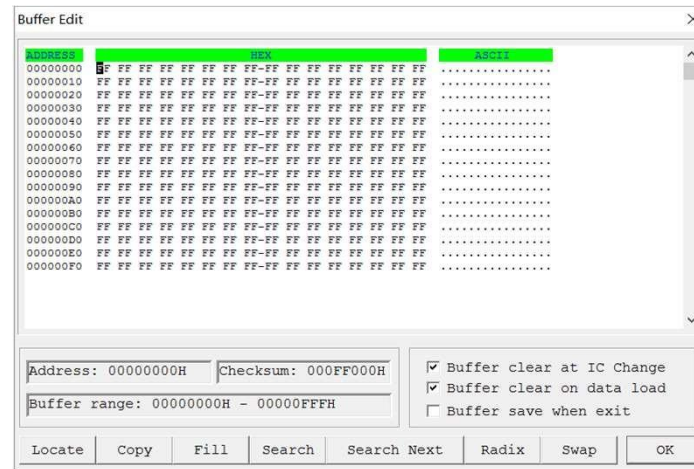 Buffer Edit
ADDRESS HEX ASCII
00000000 FF FF FF FF FF FF FF FF-FF FF FF FF FF FF FF FF ................
00000010 FF FF FF FF FF FF FF FF-FF FF FF FF FF FF FF FF ................
00000020 FF FF FF FF FF FF FF FF-FF FF FF FF FF FF FF FF ................
00000030 FF FF FF FF FF FF FF FF-FF FF FF FF FF FF FF FF ................
00000040 FF FF FF FF FF FF FF FF-FF FF FF FF FF FF FF FF ................
00000050 FF FF FF FF FF FF FF FF-FF FF FF FF FF FF FF FF ................
00000060 FF FF FF FF FF FF FF FF-FF FF FF FF FF FF FF FF ................
00000070 FF FF FF FF FF FF FF FF-FF FF FF FF FF FF FF FF ................
00000080 FF FF FF FF FF FF FF FF-FF FF FF FF FF FF FF FF ................
00000090 FF FF FF FF FF FF FF FF-FF FF FF FF FF FF FF FF ................
000000A0 FF FF FF FF FF FF FF FF-FF FF FF FF FF FF FF FF ................
000000B0 FF FF FF FF FF FF FF FF-FF FF FF FF FF FF FF FF ................
000000C0 FF FF FF FF FF FF FF FF-FF FF FF FF FF FF FF FF ................
000000D0 FF FF FF FF FF FF FF FF-FF FF FF FF FF FF FF FF ................
000000E0 FF FF FF FF FF FF FF FF-FF FF FF FF FF FF FF FF ................
000000F0 FF FF FF FF FF FF FF FF-FF FF FF FF FF FF FF FF ................
Address: 00000000H Checksum: 000FF000H
Buffer range: 00000000H - 00000FFFH
Buffer clear at IC Change
Buffer clear on data load
Buffer save when exit
Locate Copy Fill Search Search Next Radix Swap OK